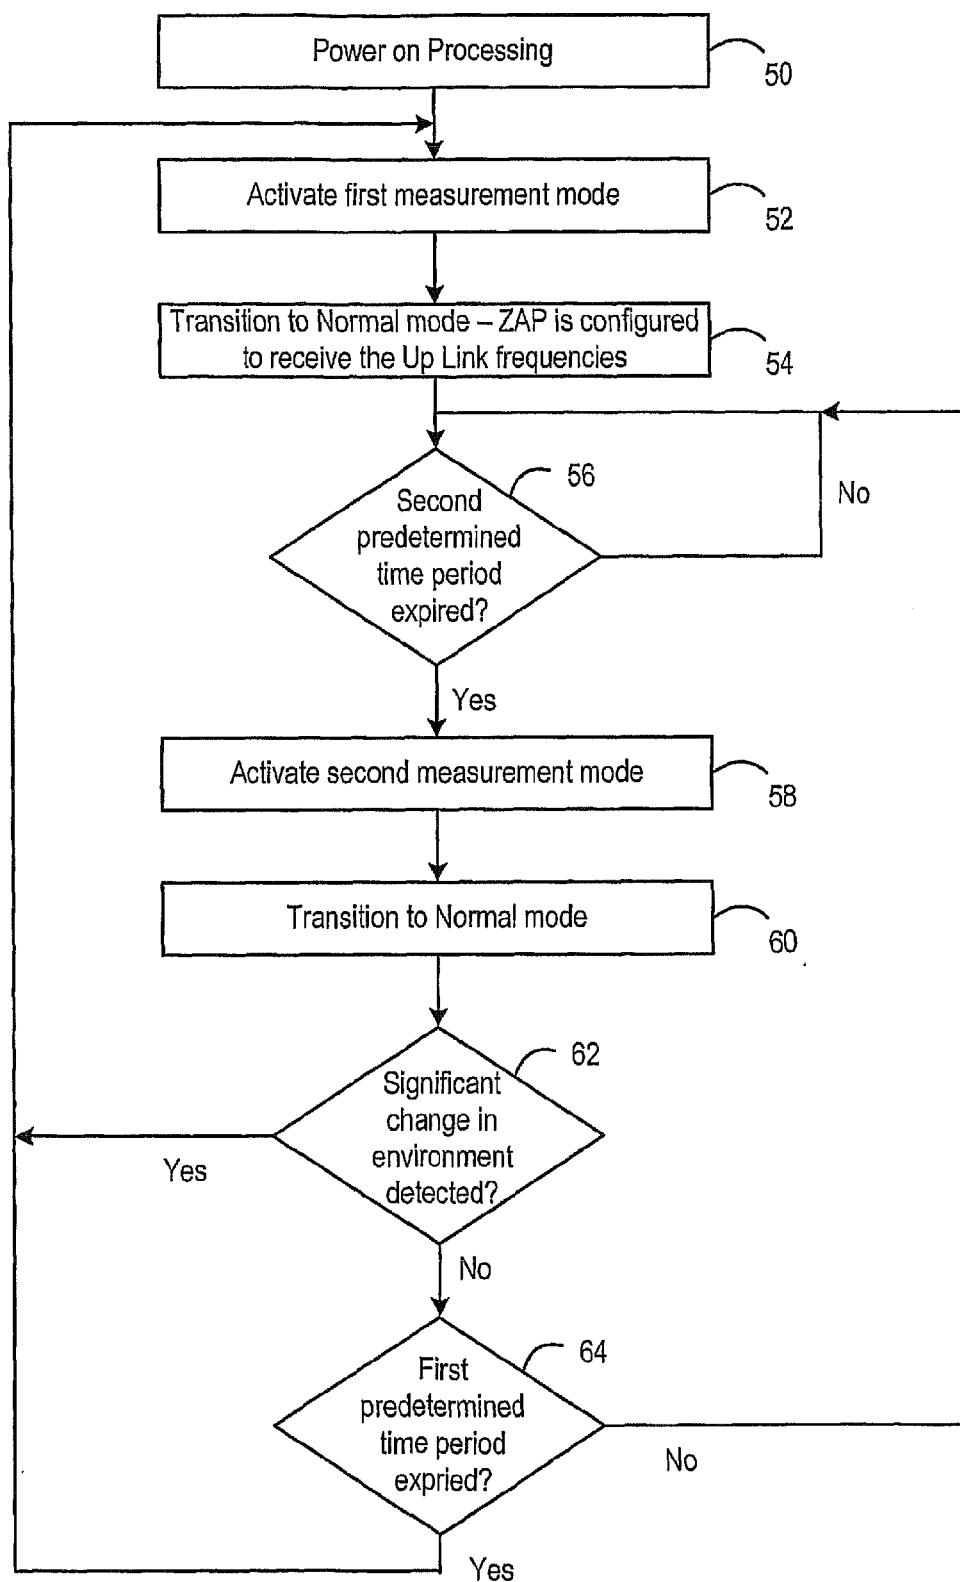 Power on Processing
50
Activate first measurement mode
52
Transition to Normal mode – ZAP is configured
to receive the Up Link frequencies
54
56
Second
predetermined
time period
expired?
No
Yes
Activate second measurement mode
58
Transition to Normal mode
60
62
Significant
change in
environment
detected?
Yes
No
64
First
predetermined
time period
expried?
No
Yes